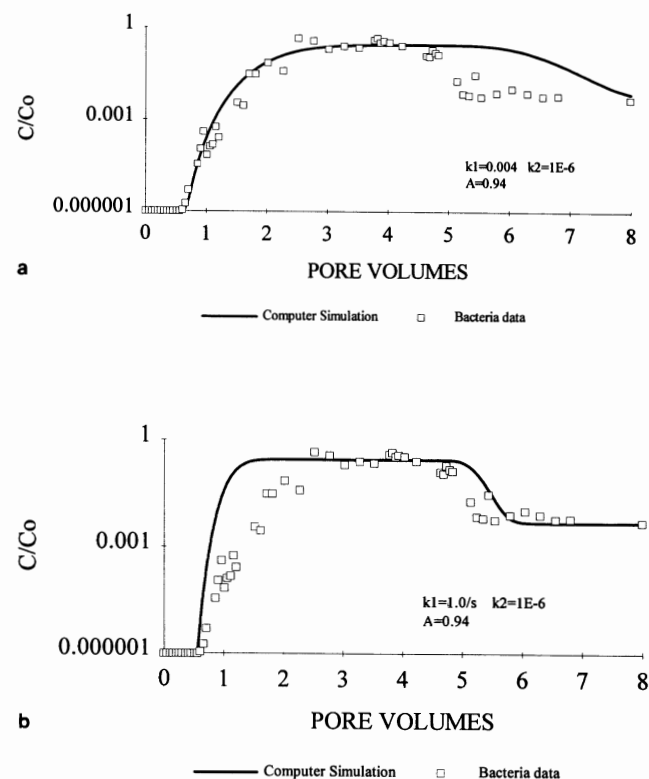 1
0.001
0.000001
C/Co
k1=0.004 k2=1E-6
A=0.94
0 1 2 3 4 5 6 7 8
a
PORE VOLUMES
Computer Simulation Bacteria data
1
0.001
0.000001
C/Co
k1=1.0/s k2=1E-6
A=0.94
0 1 2 3 4 5 6 7 8
b
PORE VOLUMES
Computer Simulation Bacteria data